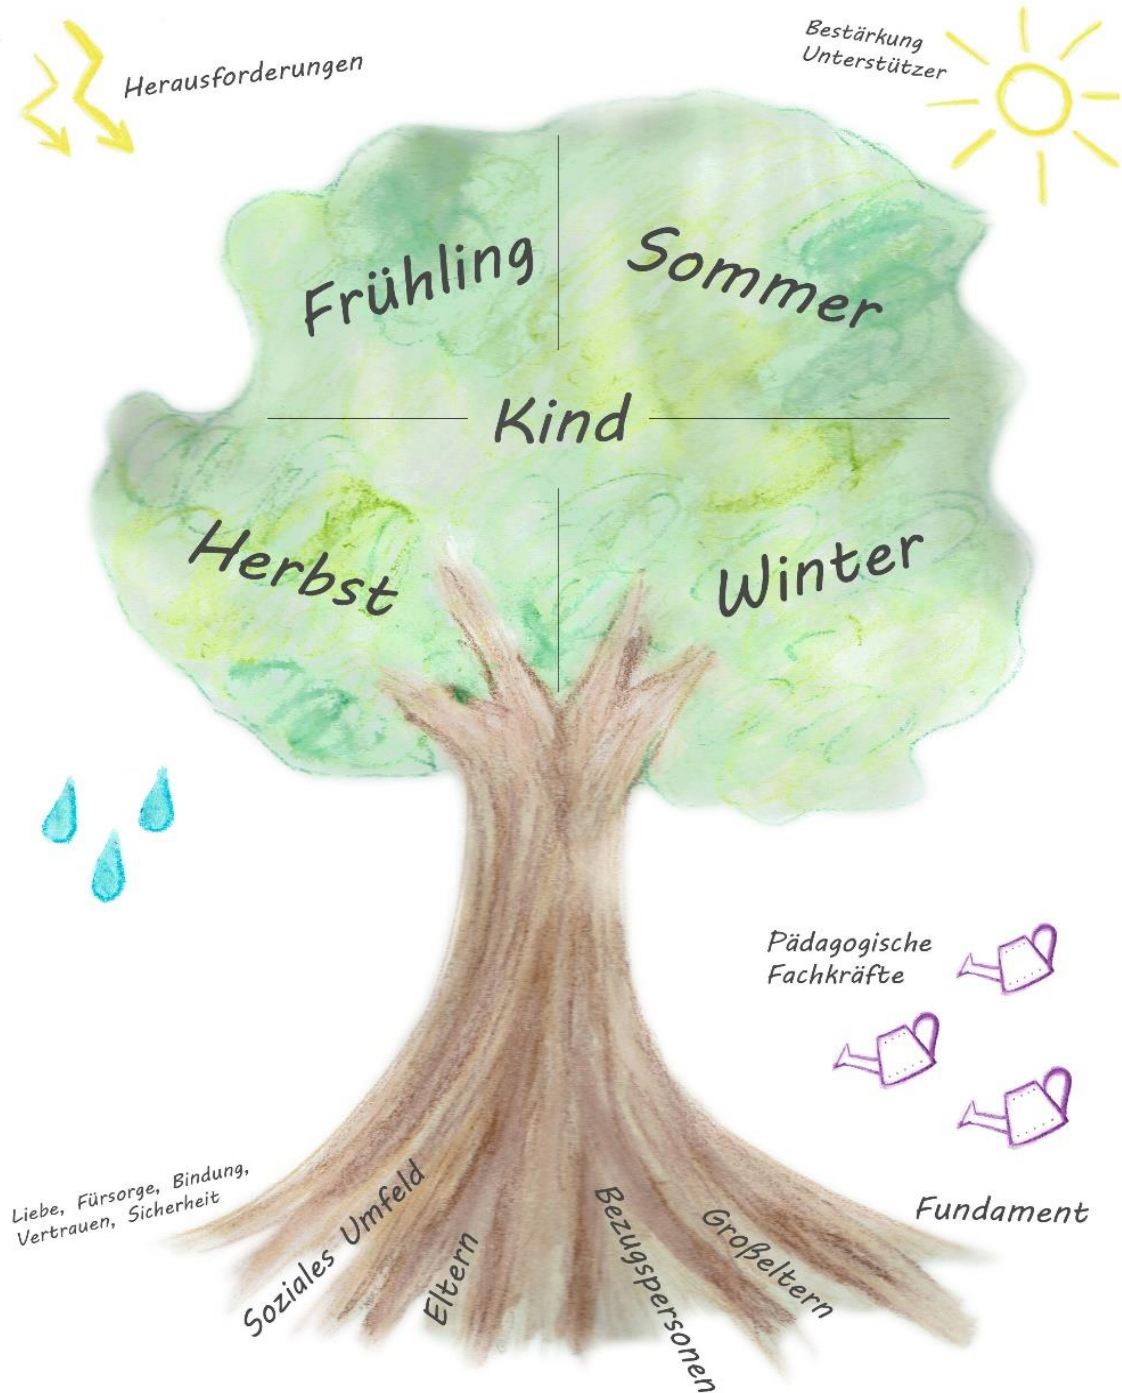 Herausforderungen
Bestärkung
Unterstützer
Frühling
Sommer
Kind
Herbst
Winter
Pädagogische
Fachkräfte
Liebe, Fürsorge, Bindung,
Vertrauen, Sicherheit
Fundament
Soziales Umfeld
Eltern
Bezugspersonen
Großeltern